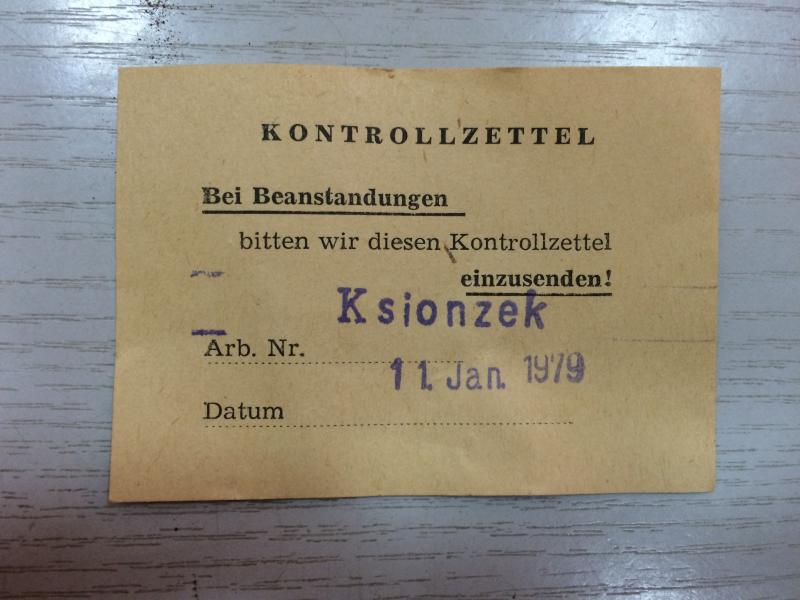 KONTROLLZETTEL
Bei Beanstandungen
bitten wir diesen Kontrollzettel
einzusenden!
Ksionzek
Arb. Nr.
11. Jan. 1979
Datum